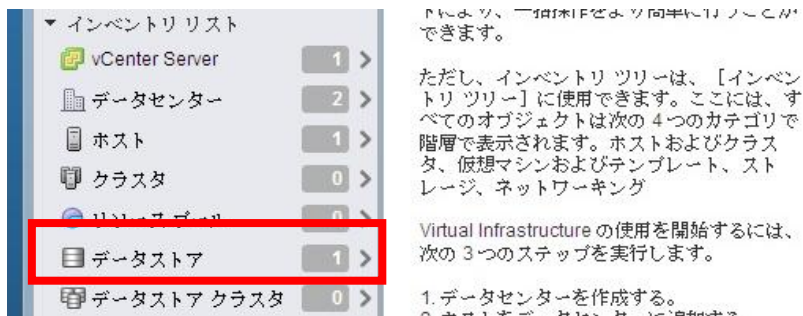 インベントリ リスト
vCenter Server 1
データセンター 2
ホスト 1
クラスタ 0
データストア 1
データストア クラスタ 0
できます。
ただし、インベントリ ツリーは、［インベン
トリ ツリー］に使用できます。ここには、す
べてのオブジェクトは次の 4 つのカテゴリで
階層で表示されます。ホストおよびクラス
タ、仮想マシンおよびテンプレート、スト
レージ、ネットワーキング
Virtual Infrastructure の使用を開始するには、
次の 3 つのステップを実行します。
1. データセンターを作成する。